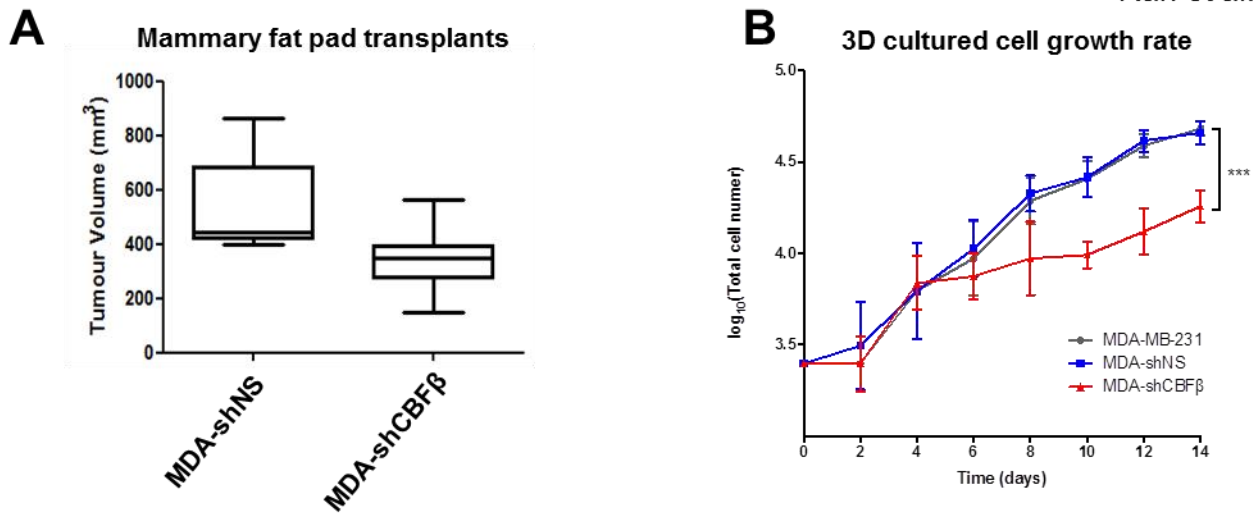 A
Mammary fat pad transplants
Tumour Volume (mm3)
1000
800
600
400
200
0
MDA-shNS
MDA-shCBFβ
B
3D cultured cell growth rate
log10(Total cell numer)
5.0
4.5
4.0
3.5
0 2 4 6 8 10 12 14
Time (days)
MDA-MB-231
MDA-shNS
MDA-shCBFβ
***